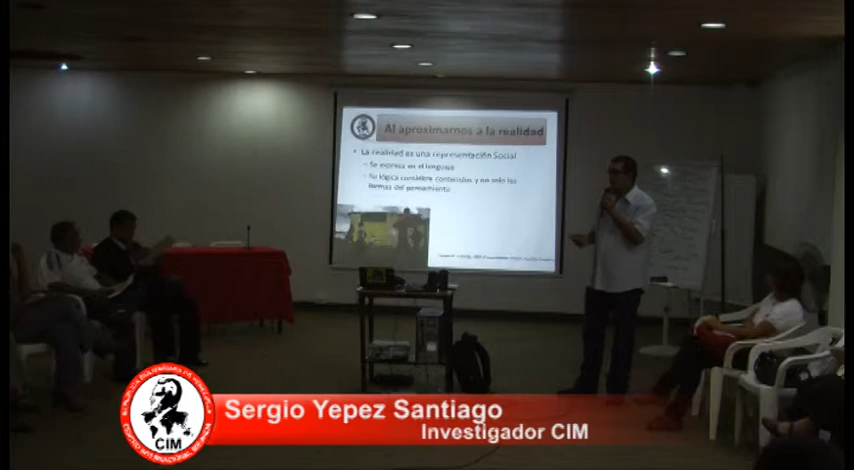 Al aproximarnos a la realidad
• La realidad es una representación Social
– Se expresa en el lenguaje
– Su lógica considera contenidos y no solo las
formas del pensamiento
Sergio Yepez Santiago
Investigador CIM
CIM